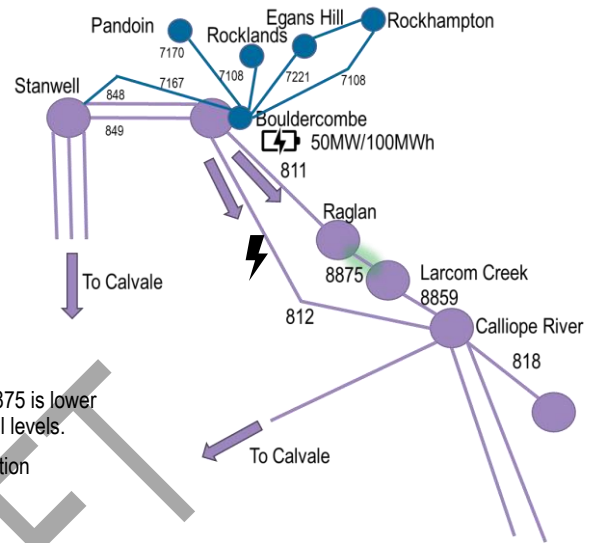 Egans Hill
Pandoin
Rocklands
Rockhampton
7170
7108
7221
7108
Stanwell
848
7167
849
Bouldercombe
50MW/100MWh
811
Raglan
8875
Larcom Creek
8859
To Calvale
812
Calliope River
818
375 is lower
l levels.
tion
To Calvale